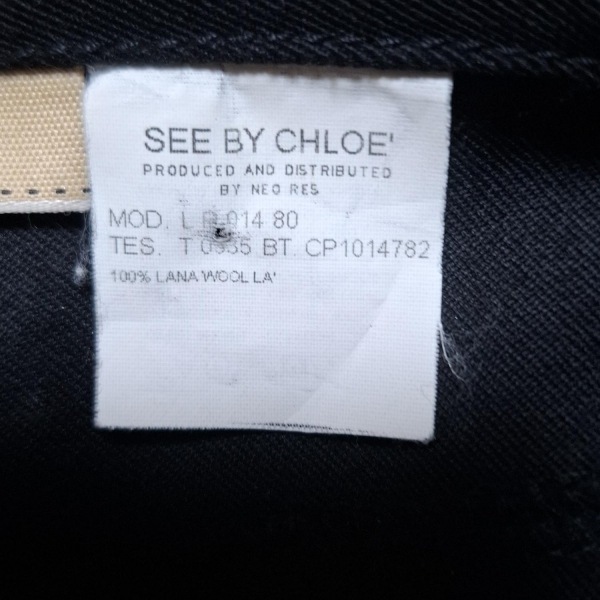 SEE BY CHLOE'
PRODUCED AND DISTRIBUTED
BY NEO RES
MOD. L 014 80
TES. T BT. CP1014782
100% LANA WOOL LA'